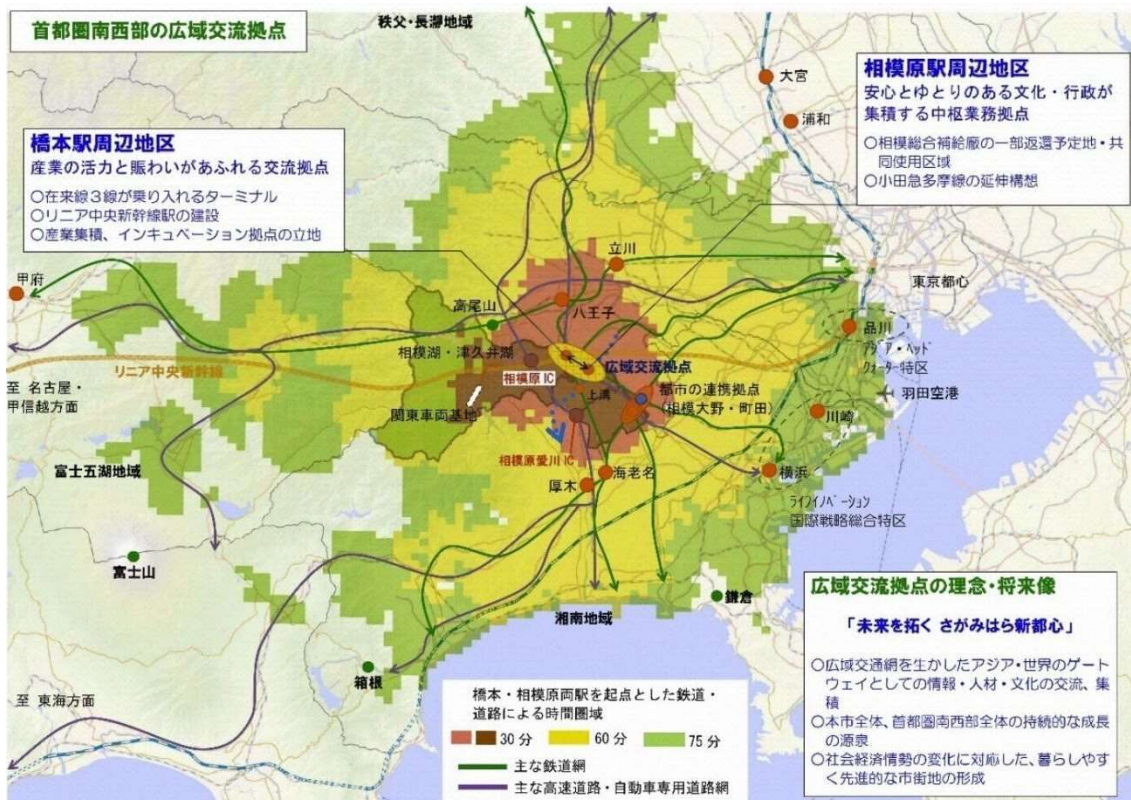 首都圏南西部の広域交流拠点
秩父・長瀞地域
橋本駅周辺地区
産業の活力と賑わいがあふれる交流拠点
○在来線3線が乗り入れるターミナル
○リニア中央新幹線駅の建設
○産業集積、インキュベーション拠点の立地
相模原駅周辺地区
安心とゆとりのある文化・行政が
集積する中枢業務拠点
○相模総合補給廠の一部返還予定地・共
同使用区域
○小田急多摩線の延伸構想
大宮
浦和
立川
甲府
高尾山
八王子
東京都心
品川
アジア・ヘッド
クォーター特区
相模湖・津久井湖
広域交流拠点
リニア中央新幹線
相模原IC
上溝
都市の連携拠点
(相模大野・町田)
至 名古屋・
甲信越方面
関東車両基地
羽田空港
川崎
相模原愛川IC
富士五湖地域
海老名
厚木
横浜
ライフイノベーション
国際戦略総合特区
富士山
鎌倉
湘南地域
箱根
至 東海方面
橋本・相模原両駅を起点とした鉄道・
道路による時間圏域
30分
60分
75分
主な鉄道網
主な高速道路・自動車専用道路網
広域交流拠点の理念・将来像
「未来を拓く さがみはら新都心」
○広域交通網を生かしたアジア・世界のゲート
ウェイとしての情報・人材・文化の交流、集
積
○本市全体、首都圏南西部全体の持続的な成長
の源泉
○社会経済情勢の変化に対応した、暮らしやす
く先進的な市街地の形成